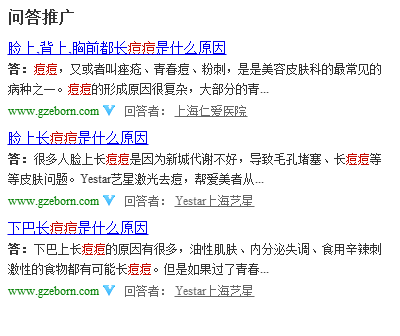 问答推广
脸上.背上.胸前都长痘痘是什么原因
答：痘痘，又或者叫痤疮、青春痘、粉刺，是是美容皮肤科的最常见的
病种之一。痘痘的形成原因很复杂，大部分的青...
www.gzeborn.com 回答者： 上海仁爱医院
脸上长痘痘是什么原因
答：很多人脸上长痘痘是因为新城代谢不好，导致毛孔堵塞、长痘痘等
等皮肤问题。Yestar艺星激光去痘，帮爱美者从...
www.gzeborn.com 回答者： Yestar上海艺星
下巴长痘痘是什么原因
答：下巴上长痘痘的原因有很多，油性肌肤、内分泌失调、食用辛辣刺
激性的食物都有可能长痘痘。但是如果过了青春...
www.gzeborn.com 回答者： Yestar上海艺星